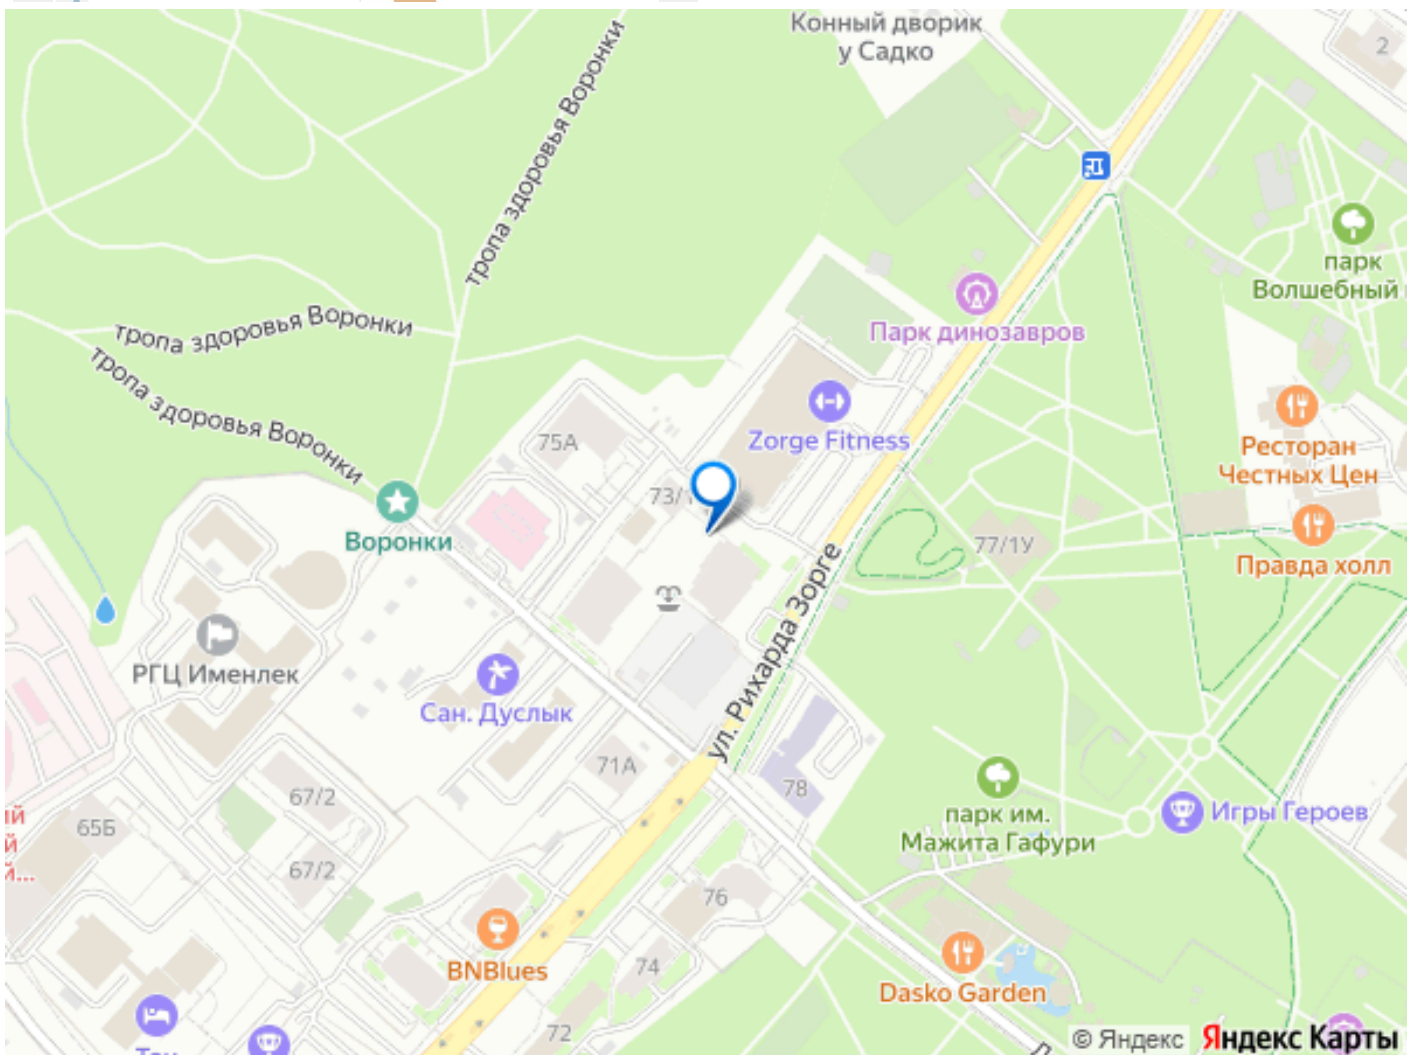 Конный дворик
у Садко
2
тропа здоровья Воронки
парк
Волшебный
Парк динозавров
тропа здоровья Воронки
тропа здоровья Воронки
75А
Zorge Fitness
Ресторан
Честных Цен
73/1
Воронки
77/1У
Правда холл
ул. Рихарда Зорге
РГЦ Именлек
Сан. Дуслык
71А
78
67/2
65Б
парк им.
Мажита Гафури
Игры Героев
67/2
76
BNBlues
74
Dasko Garden
72
© Яндекс Яндекс Карты